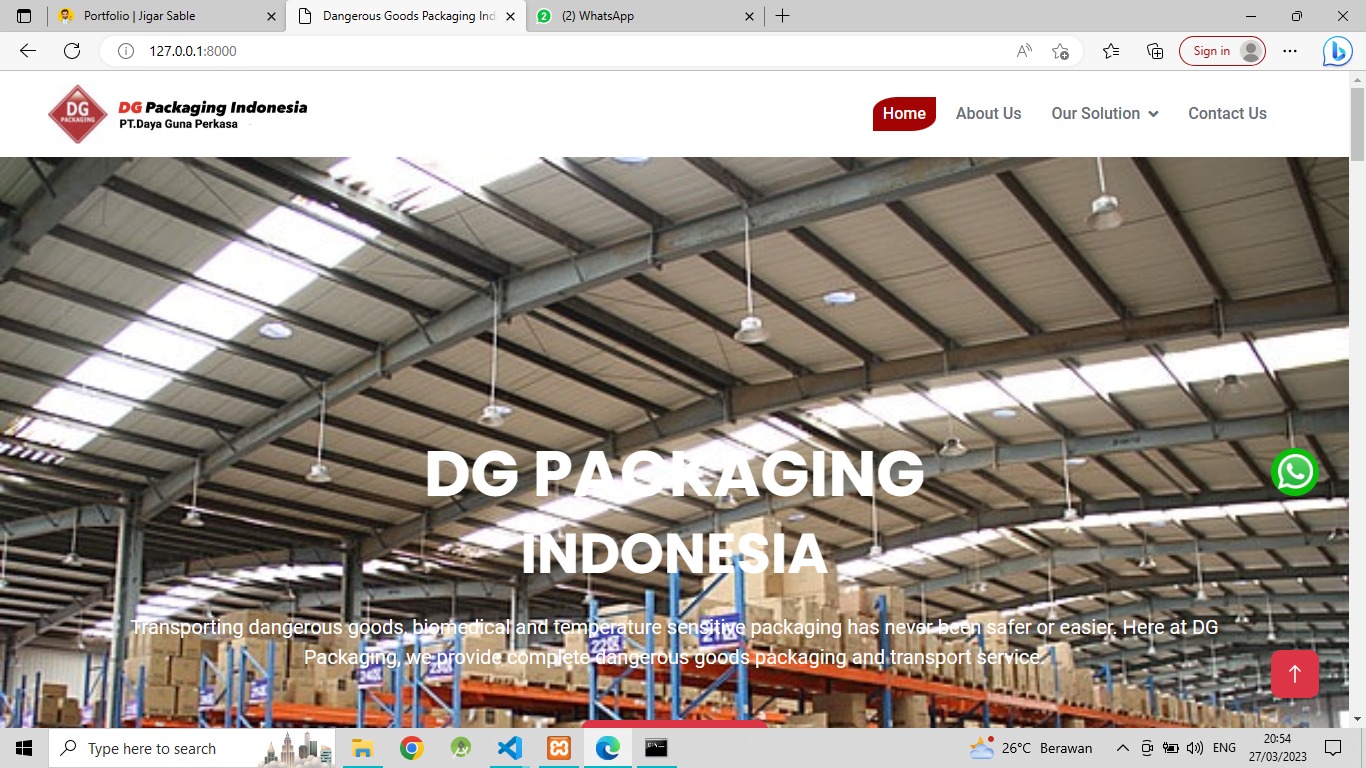 Portfolio | Jigar Sable
Dangerous Goods Packaging Ind
2
(2) WhatsApp
127.0.0.1:8000
Sign in
DG
PACKAGING
DG Packaging Indonesia
PT.Daya Guna Perkasa
Home
About Us
Our Solution
Contact Us
DG PACKAGING
INDONESIA
Transporting dangerous goods, biomedical and temperature sensitive packaging has never been safer or easier. Here at DG
Packaging, we provide complete dangerous goods packaging and transport service.
Type here to search
26°C Berawan
ENG
20:54
27/03/2023